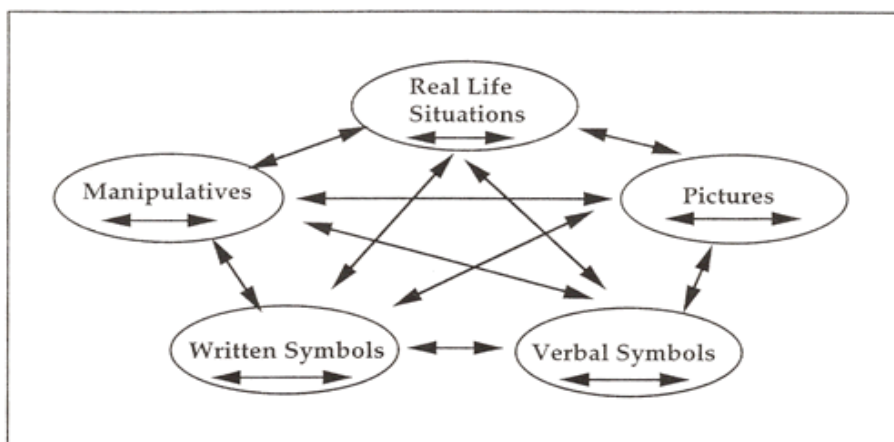 Real Life
Situations
Manipulatives
Pictures
Written Symbols
Verbal Symbols